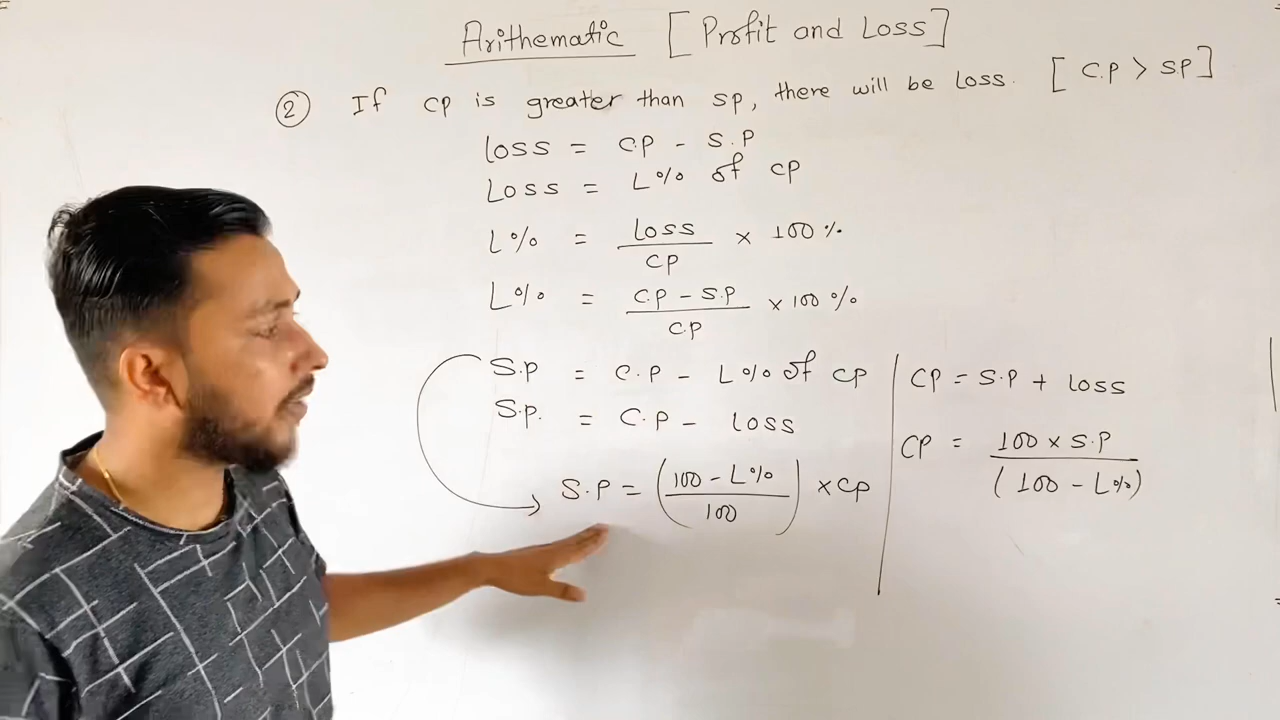 Arithematic [Profit and Loss]
② If cp is greater than sp, there will be loss. [C.P > S.P]
loss = C.P - S.P
Loss = L% of cp
L% = loss / cp × 100%
L% = C.P - S.P / C.P × 100%
S.P = C.P - L% of cp
S.P. = C.P - loss
S.P = (100 - L% / 100) × cp
CP = S.P + loss
CP = 100 × S.P / (100 - L%)